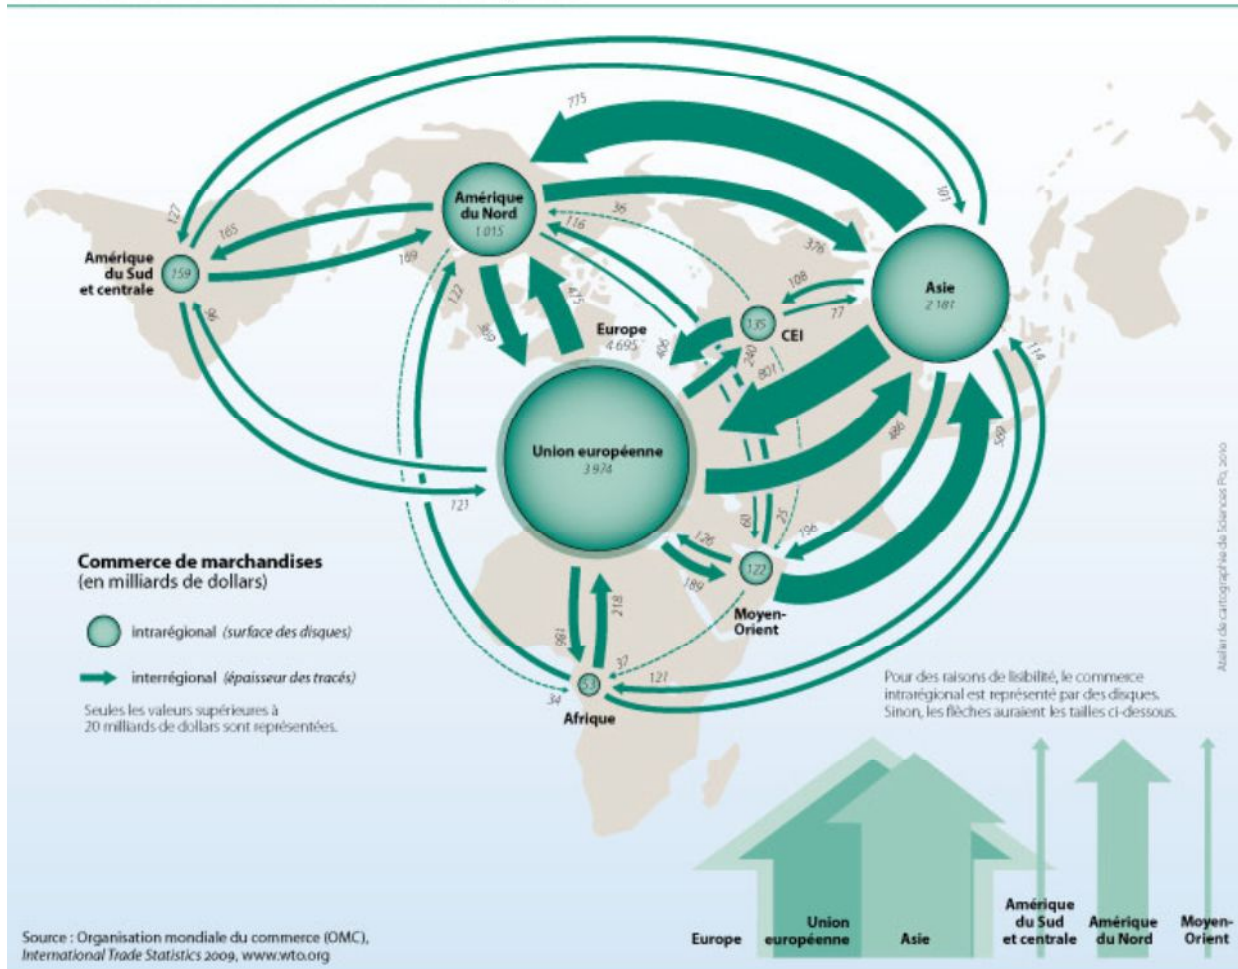 775
Amérique
du Nord
1 015
36
116
101
127
165
376
Amérique
du Sud
et centrale
159
169
Asie
2 181
108
77
122
96
369
475
Europe
4 695
406
135
CEI
240
801
114
Union européenne
3 974
486
569
121
60
25
196
126
122
189
Moyen-
Orient
Commerce de marchandises
(en milliards de dollars)
intrarégional (surface des disques)
interrégional (épaisseur des tracés)
Seules les valeurs supérieures à
20 milliards de dollars sont représentées.
186
218
37
121
53
34
Afrique
Pour des raisons de lisibilité, le commerce
intrarégional est représenté par des disques.
Sinon, les flèches auraient les tailles ci-dessous.
Atelier de cartographie de Sciences Po, 2010
Europe
Union
européenne
Asie
Amérique
du Sud
et centrale
Amérique
du Nord
Moyen-
Orient
Source : Organisation mondiale du commerce (OMC),
International Trade Statistics 2009, www.wto.org